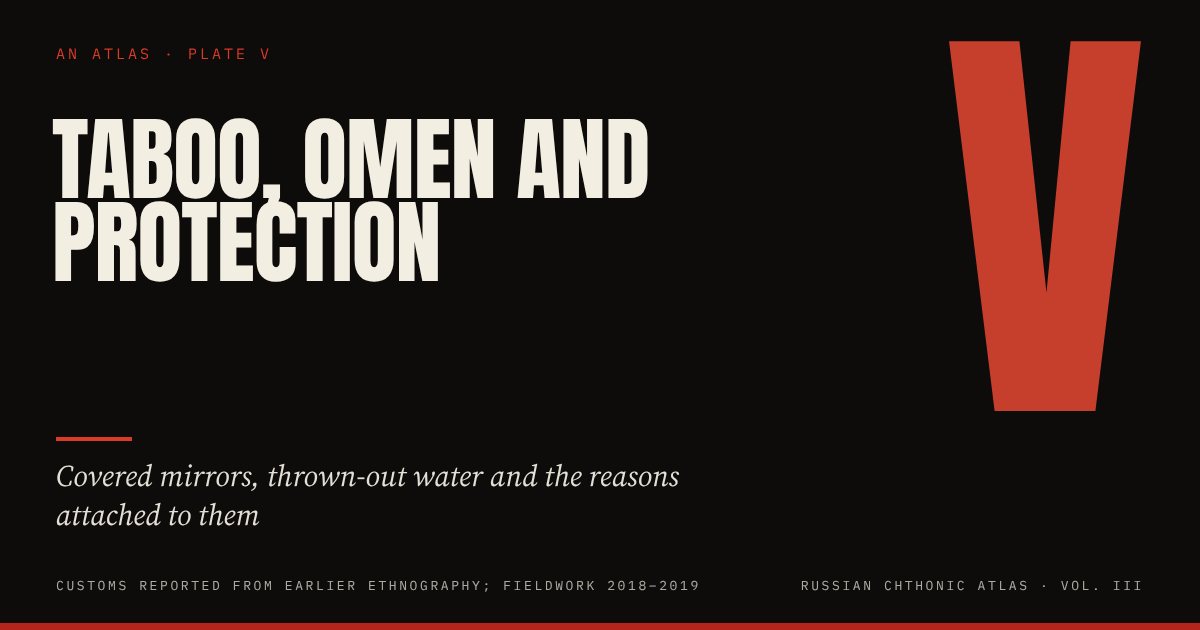 AN ATLAS · PLATE V
V
TABOO, OMEN AND
PROTECTION
Covered mirrors, thrown-out water and the reasons
attached to them
CUSTOMS REPORTED FROM EARLIER ETHNOGRAPHY; FIELDWORK 2018–2019
RUSSIAN CHTHONIC ATLAS · VOL. III